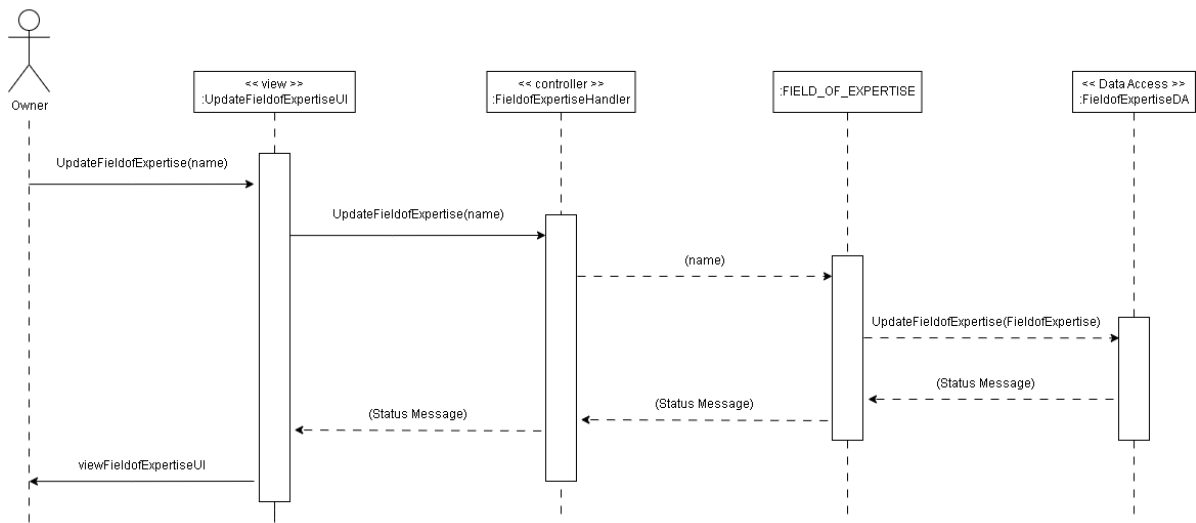 Owner
<< view >>
:UpdateFieldofExpertiseUI
<< controller >>
:FieldofExpertiseHandler
:FIELD_OF_EXPERTISE
<< Data Access >>
:FieldofExpertiseDA
UpdateFieldofExpertise(name)
UpdateFieldofExpertise(name)
(name)
UpdateFieldofExpertise(FieldofExpertise)
(Status Message)
(Status Message)
(Status Message)
viewFieldofExpertiseUI